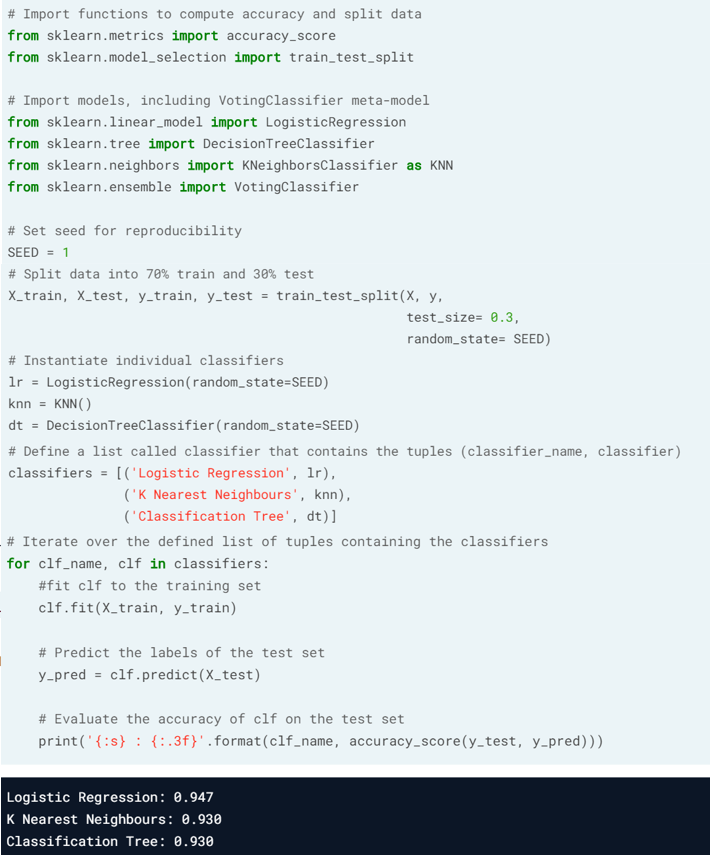 # Import functions to compute accuracy and split data
from sklearn.metrics import accuracy_score
from sklearn.model_selection import train_test_split
# Import models, including VotingClassifier meta-model
from sklearn.linear_model import LogisticRegression
from sklearn.tree import DecisionTreeClassifier
from sklearn.neighbors import KNeighborsClassifier as KNN
from sklearn.ensemble import VotingClassifier
# Set seed for reproducibility
SEED = 1
# Split data into 70% train and 30% test
X_train, X_test, y_train, y_test = train_test_split(X, y,
                                                  test_size= 0.3,
                                                  random_state= SEED)
# Instantiate individual classifiers
lr = LogisticRegression(random_state=SEED)
knn = KNN()
dt = DecisionTreeClassifier(random_state=SEED)
# Define a list called classifier that contains the tuples (classifier_name, classifier)
classifiers = [('Logistic Regression', lr),
               ('K Nearest Neighbours', knn),
               ('Classification Tree', dt)]
# Iterate over the defined list of tuples containing the classifiers
for clf_name, clf in classifiers:
    #fit clf to the training set
    clf.fit(X_train, y_train)
    # Predict the labels of the test set
    y_pred = clf.predict(X_test)
    # Evaluate the accuracy of clf on the test set
    print('{:s} : {:.3f}'.format(clf_name, accuracy_score(y_test, y_pred)))
Logistic Regression: 0.947
K Nearest Neighbours: 0.930
Classification Tree: 0.930